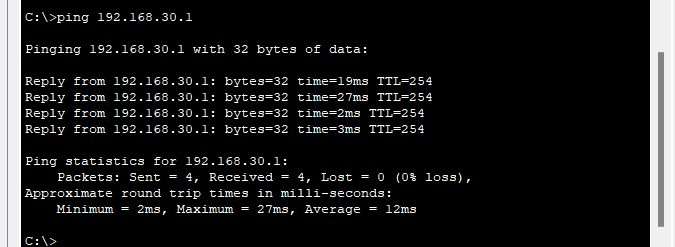 C:\>ping 192.168.30.1
Pinging 192.168.30.1 with 32 bytes of data:
Reply from 192.168.30.1: bytes=32 time=19ms TTL=254
Reply from 192.168.30.1: bytes=32 time=27ms TTL=254
Reply from 192.168.30.1: bytes=32 time=2ms TTL=254
Reply from 192.168.30.1: bytes=32 time=3ms TTL=254
Ping statistics for 192.168.30.1:
    Packets: Sent = 4, Received = 4, Lost = 0 (0% loss),
Approximate round trip times in milli-seconds:
    Minimum = 2ms, Maximum = 27ms, Average = 12ms
C:\>